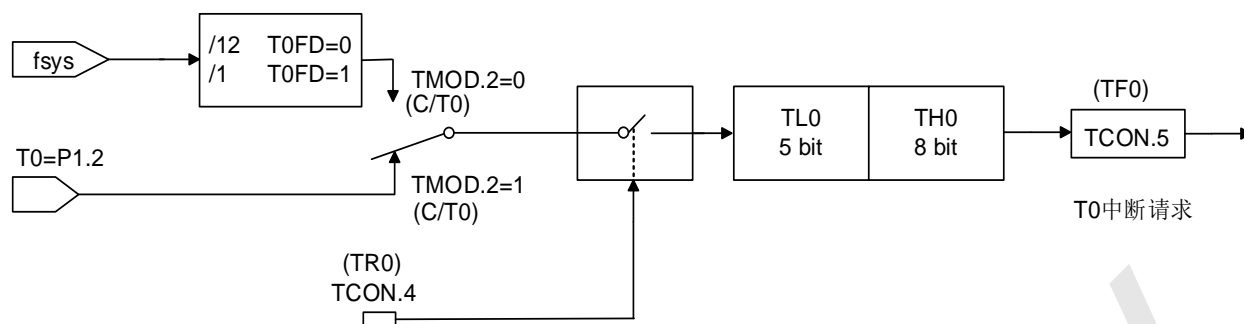 fsys
/12 T0FD=0
/1 T0FD=1
TMOD.2=0
(C/T0)
T0=P1.2
TMOD.2=1
(C/T0)
(TR0)
TCON.4
TL0
5 bit
TH0
8 bit
(TF0)
TCON.5
T0中断请求